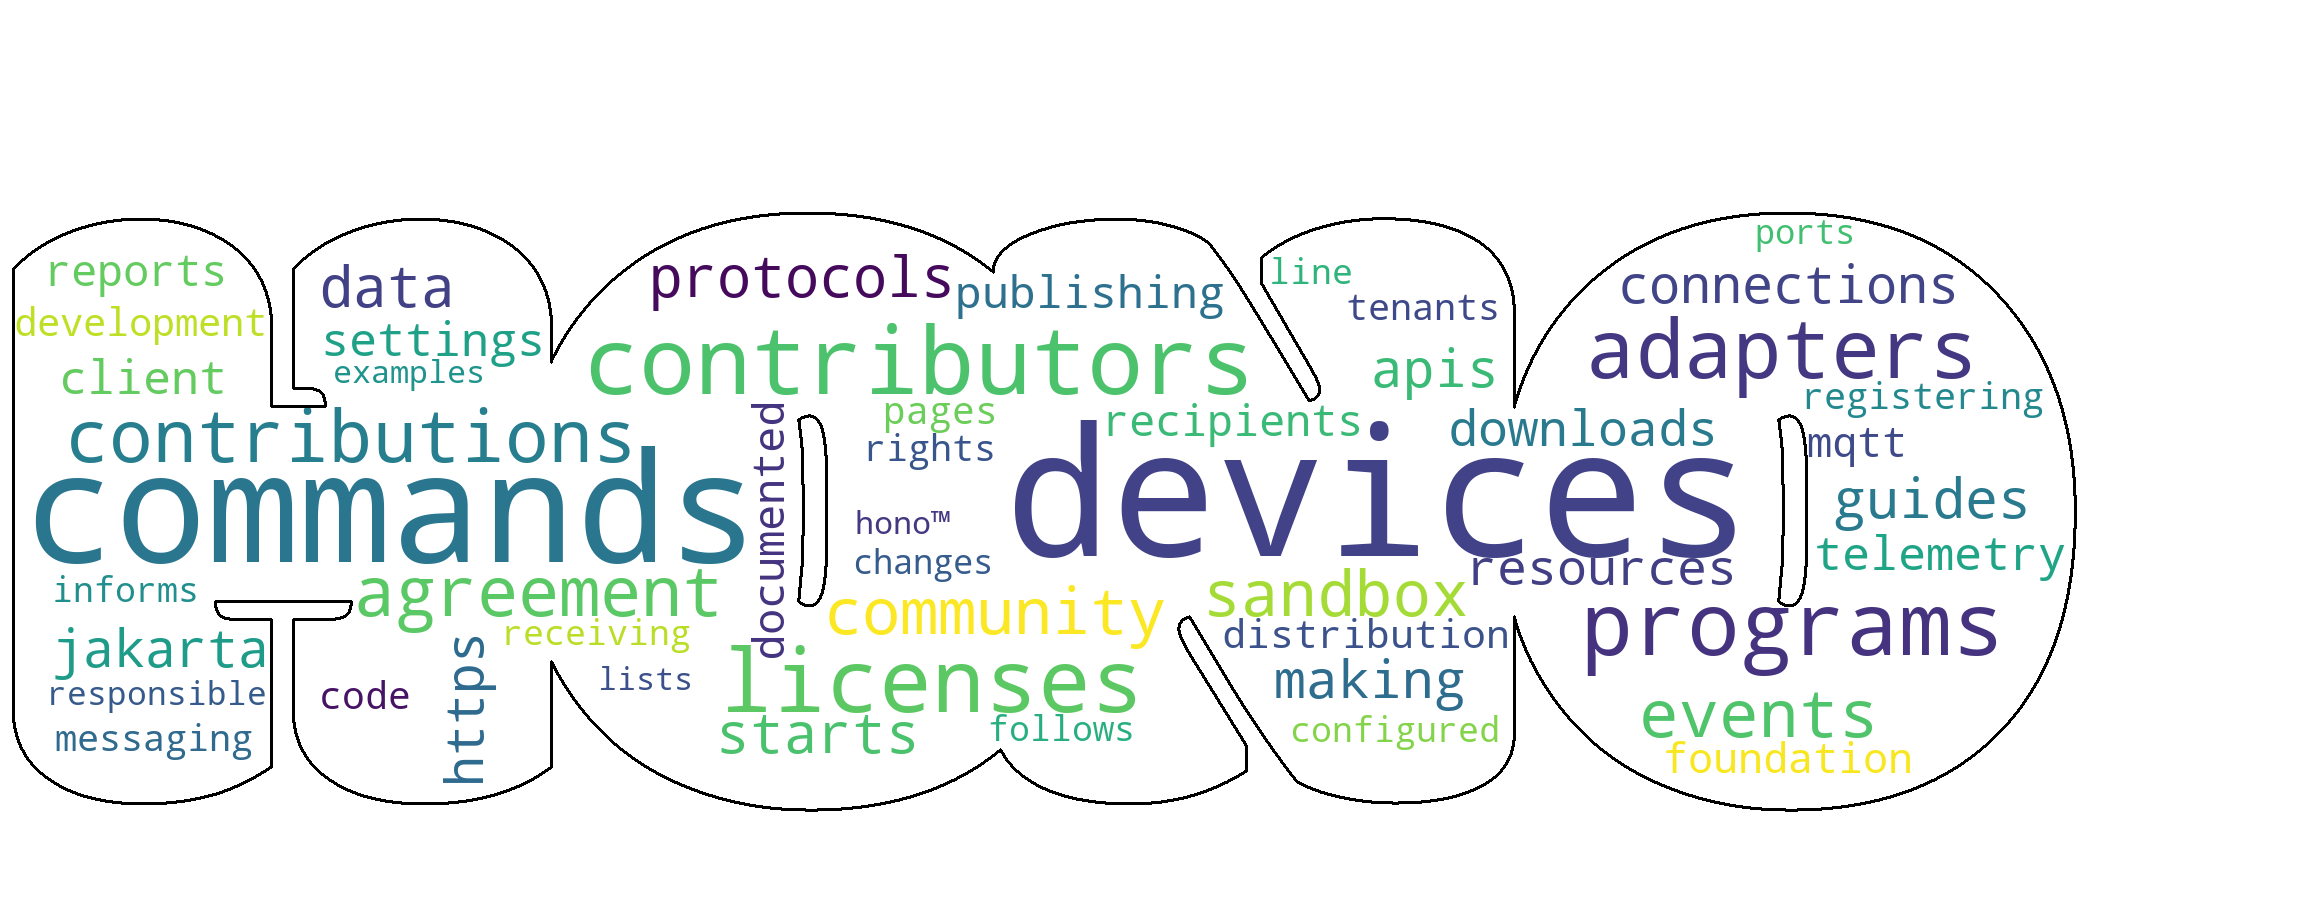 reports
development
client
data
settings
examples
protocols
publishing
contributors
line
tenants
apis
ports
connections
adapters
registering
mqtt
contributions
commands
documented
pages
rights
recipients
devices
downloads
hono™
changes
guides
telemetry
resources
informs
agreement
community
sandbox
programs
jakarta
responsible
messaging
code
https
receiving
lists
licenses
starts
follows
distribution
making
configured
events
foundation